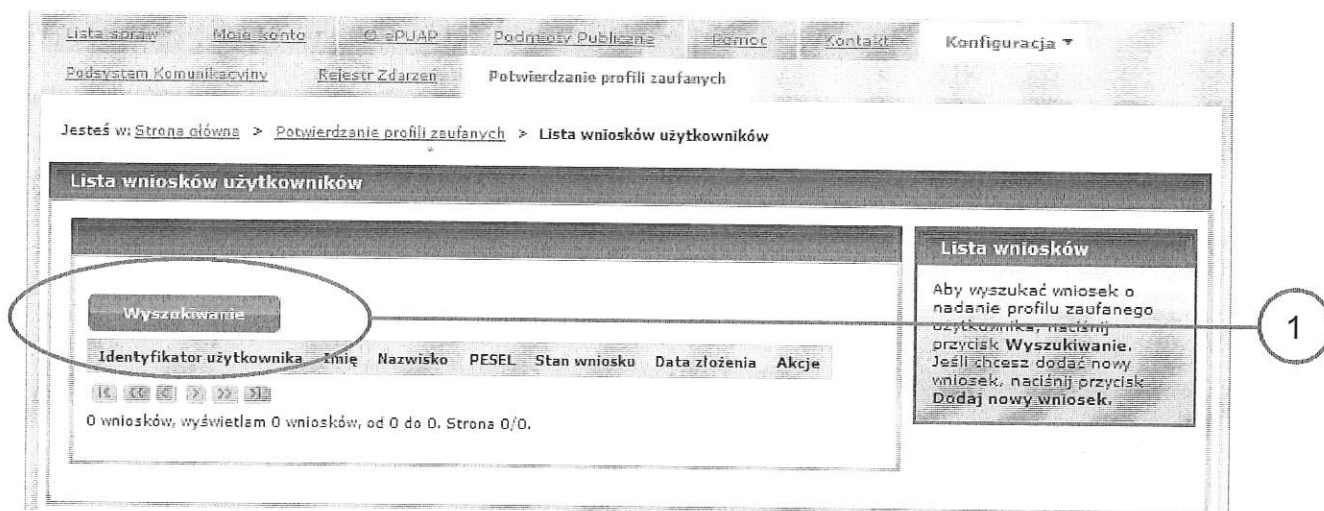 Lista spraw Moje konto O ePUAP Podmioty Publiczne Pomoc Kontakt Konfiguracja ▼
Podsystem Komunikacyjny Rejestr Zdarzeń Potwierdzanie profili zaufanych
Jesteś w: Strona główna > Potwierdzanie profili zaufanych > Lista wniosków użytkowników
Lista wniosków użytkowników
Wyszukiwanie
Identyfikator użytkownika Imię Nazwisko PESEL Stan wniosku Data złożenia Akcje
|< << < > >> >|
0 wniosków, wyświetlam 0 wniosków, od 0 do 0. Strona 0/0.
Lista wniosków
Aby wyszukać wniosek o
nadanie profilu zaufanego
użytkownika, naciśnij
przycisk Wyszukiwanie.
Jeśli chcesz dodać nowy
wniosek, naciśnij przycisk
Dodaj nowy wniosek.
1